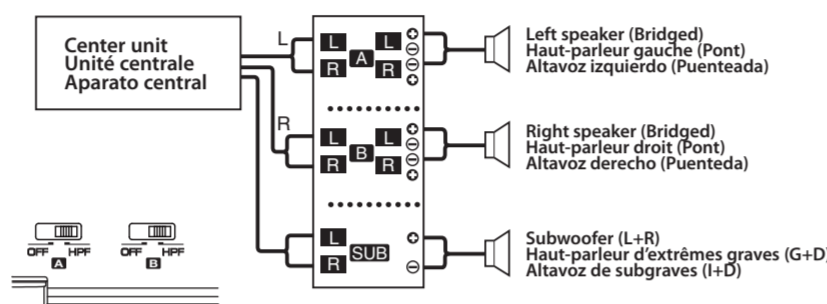 Center unit
Unité centrale
Aparato central
L
L L ⊕
⊖
A
R R ⊖
⊕
Left speaker (Bridged)
Haut-parleur gauche (Pont)
Altavoz izquierdo (Puenteada)
R
L L ⊕
⊖
B
R R ⊖
⊕
Right speaker (Bridged)
Haut-parleur droit (Pont)
Altavoz derecho (Puenteda)
L ⊕
SUB
R ⊖
Subwoofer (L+R)
Haut-parleur d’extrêmes graves (G+D)
Altavoz de subgraves (I+D)
OFF HPF
A
OFF HPF
B